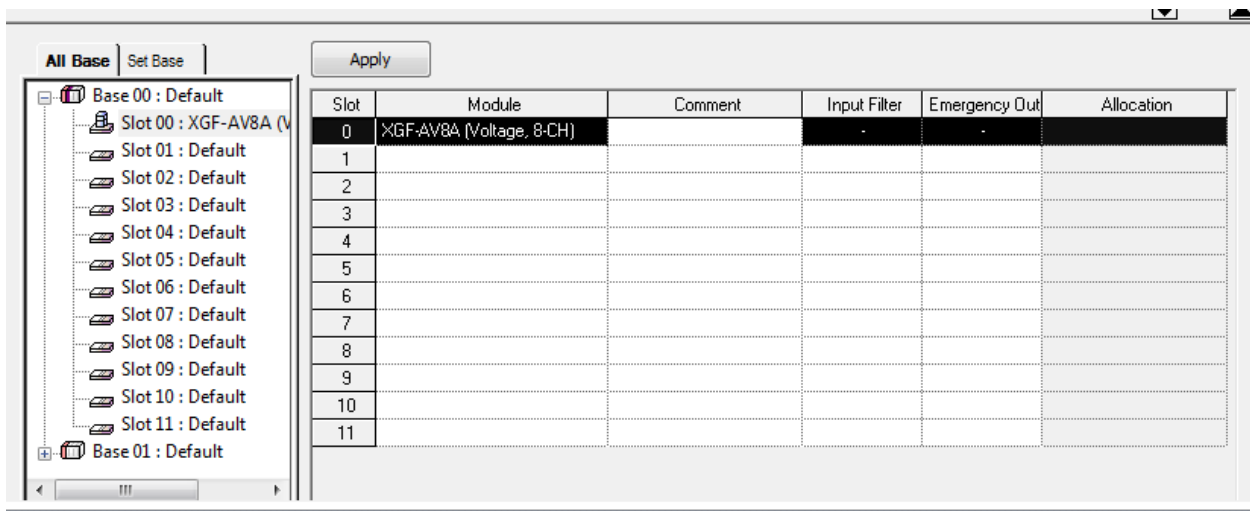 All Base Set Base Apply
Base 00 : Default
Slot 00 : XGF-AV8A (V
Slot 01 : Default
Slot 02 : Default
Slot 03 : Default
Slot 04 : Default
Slot 05 : Default
Slot 06 : Default
Slot 07 : Default
Slot 08 : Default
Slot 09 : Default
Slot 10 : Default
Slot 11 : Default
Base 01 : Default
Slot Module Comment Input Filter Emergency Out Allocation
0 XGF-AV8A (Voltage, 8-CH) - -
1
2
3
4
5
6
7
8
9
10
11